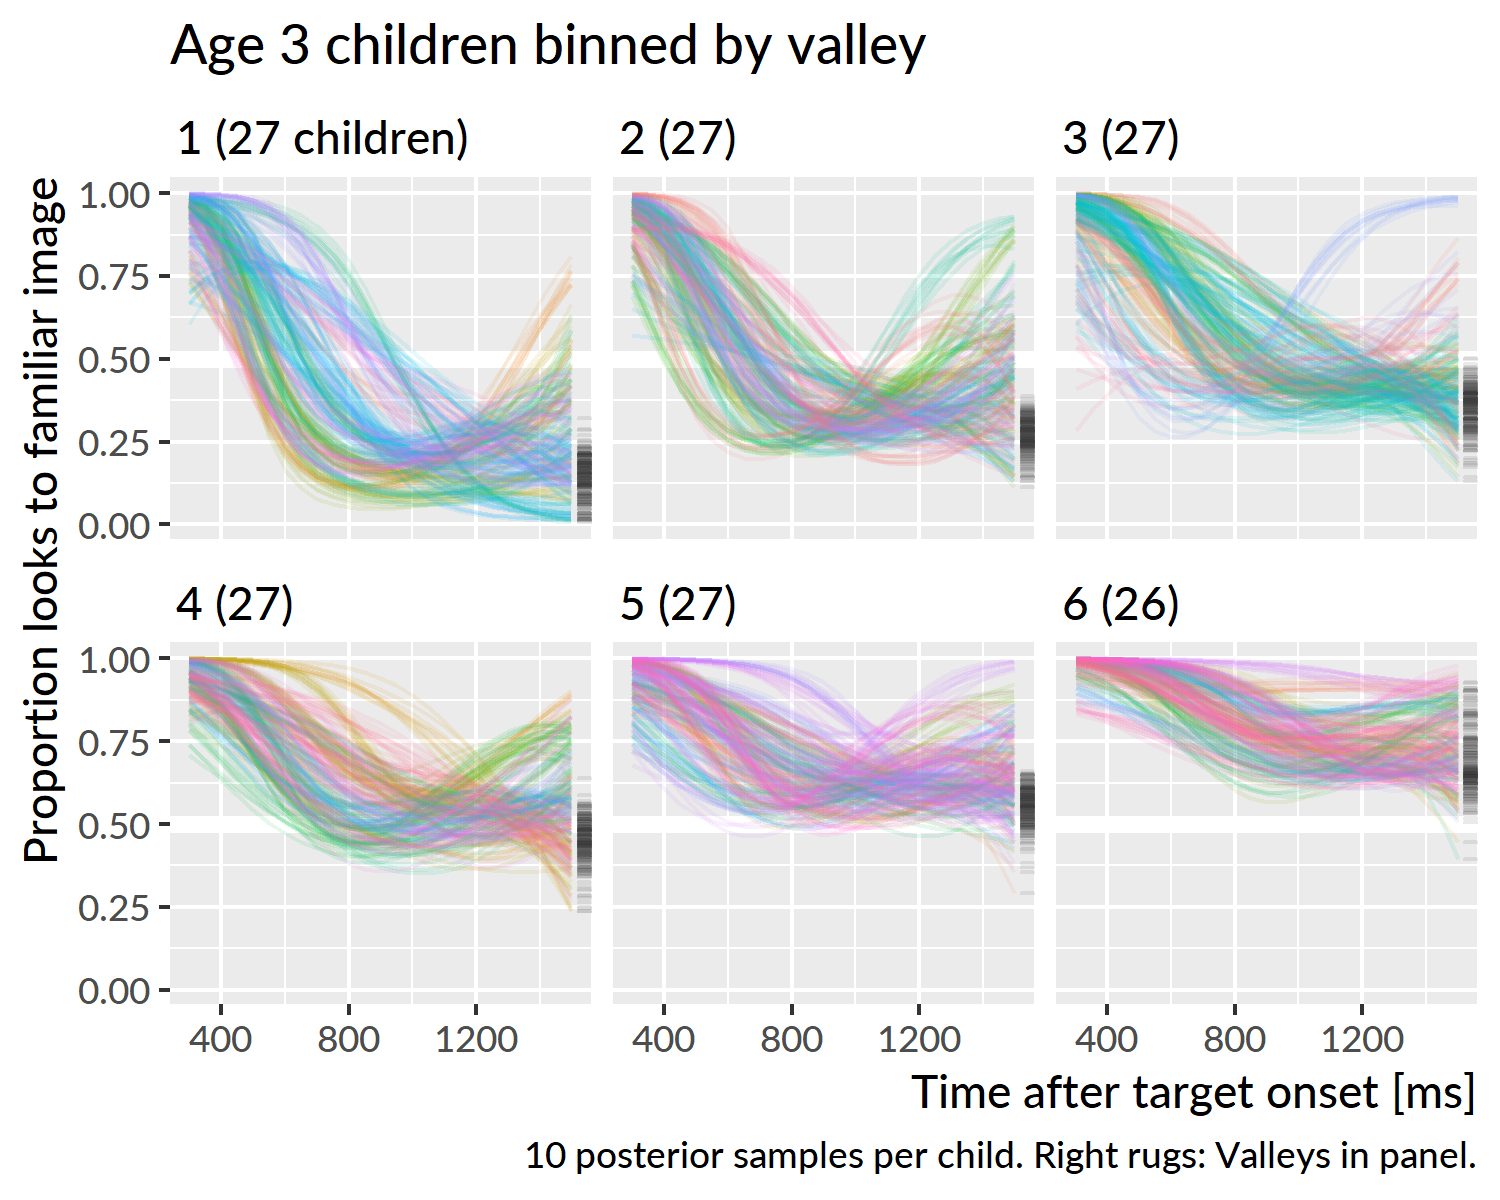 Age 3 children binned by valley
1 (27 children)
2 (27)
3 (27)
Proportion looks to familiar image
1.00
0.75
0.50
0.25
0.00
4 (27)
5 (27)
6 (26)
1.00
0.75
0.50
0.25
0.00
400 800 1200
400 800 1200
400 800 1200
Time after target onset [ms]
10 posterior samples per child. Right rugs: Valleys in panel.